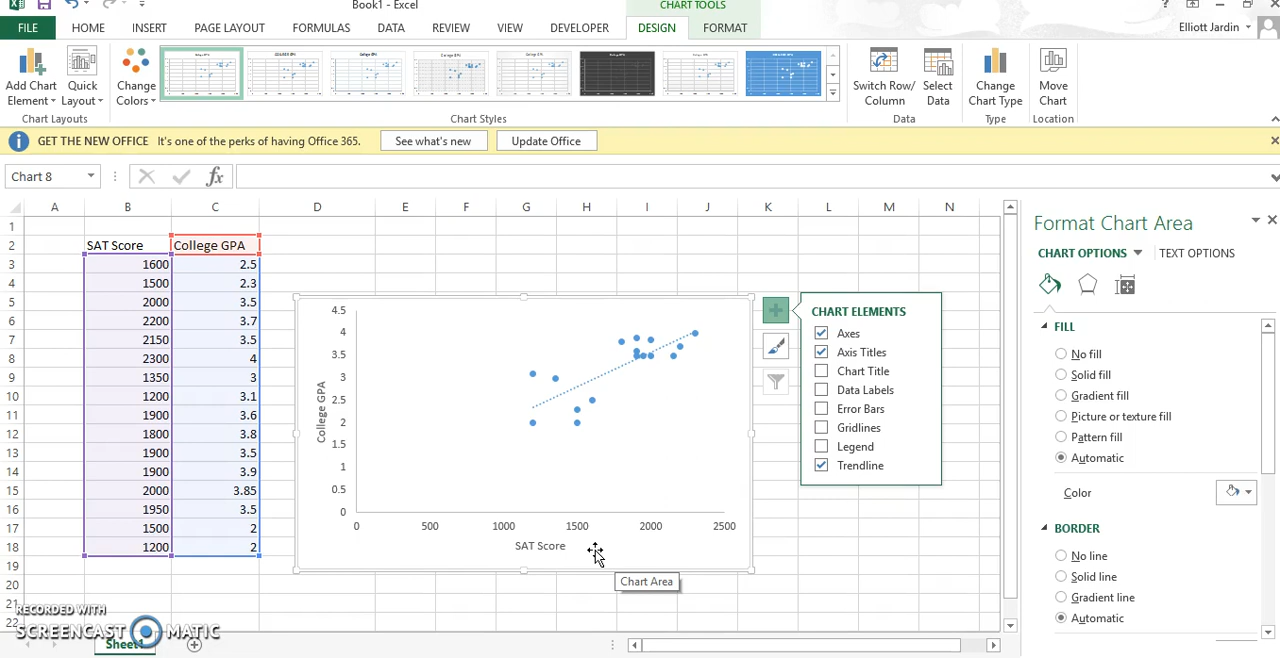 Book1 - Excel
CHART TOOLS
FILE HOME INSERT PAGE LAYOUT FORMULAS DATA REVIEW VIEW DEVELOPER DESIGN FORMAT
Elliott Jardin
Add Chart Element
Quick Layout
Change Colors
Switch Row/ Column
Select Data
Change Chart Type
Move Chart
Chart Layouts
Chart Styles
Data
Type
Location
GET THE NEW OFFICE It's one of the perks of having Office 365. See what's new Update Office
Chart 8
fx
A B C D E F G H I J K L M N
1
2 SAT Score College GPA
3 1600 2.5
4 1500 2.3
5 2000 3.5
6 2200 3.7
7 2150 3.5
8 2300 4
9 1350 3
10 1200 3.1
11 1900 3.6
12 1800 3.8
13 1900 3.5
14 1900 3.9
15 2000 3.85
16 1950 3.5
17 1500 2
18 1200 2
19
20
21
22
4.5
4
3.5
3
2.5
2
1.5
1
0.5
0
College GPA
0 500 1000 1500 2000 2500
SAT Score
Chart Area
CHART ELEMENTS
Axes
Axis Titles
Chart Title
Data Labels
Error Bars
Gridlines
Legend
Trendline
Format Chart Area
CHART OPTIONS TEXT OPTIONS
FILL
No fill
Solid fill
Gradient fill
Picture or texture fill
Pattern fill
Automatic
Color
BORDER
No line
Solid line
Gradient line
Automatic
RECORDED WITH
SCREENCAST MATIC
Sheet1